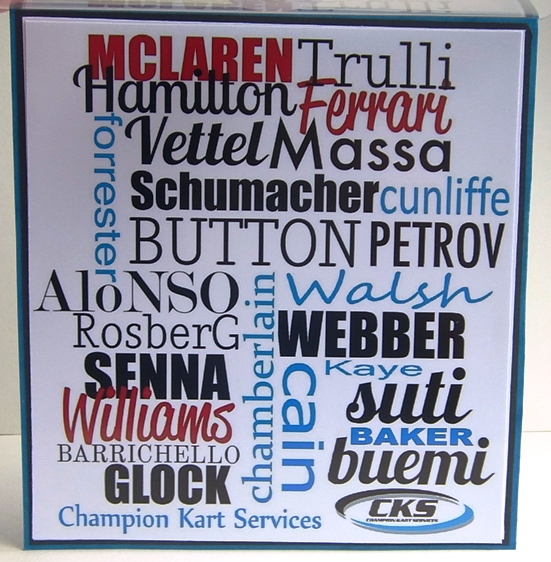 MCLAREN Trulli
Hamilton Ferrari
forrester
Vettel Massa
Schumacher cunliffe
BUTTON PETROV
AloNSO Walsh
RosberG WEBBER
chamberlain
SENNA Kaye
cain
Williams suti
BARRICHELLO BAKER
GLOCK buemi
Champion Kart Services
CKS
CHAMPION KART SERVICES